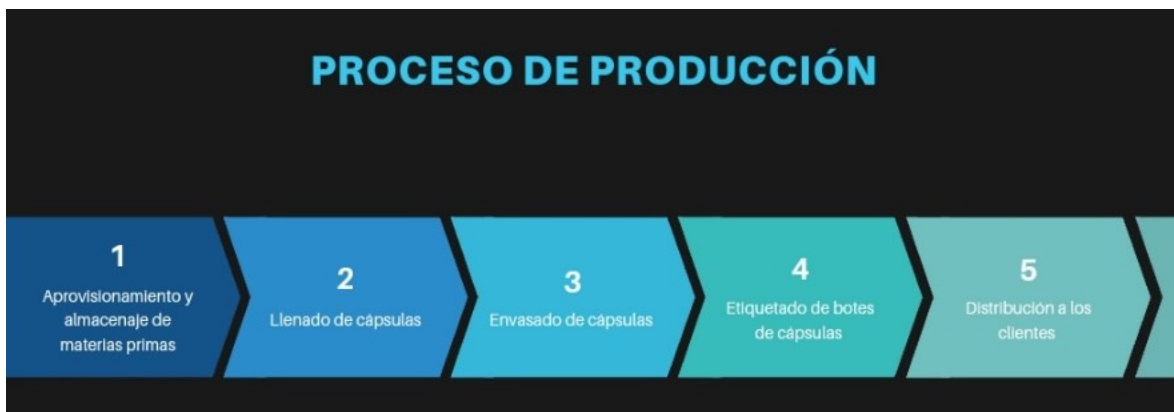 PROCESO DE PRODUCCIÓN
1
Aprovisionamiento y
almacenaje de
materias primas
2
Llenado de cápsulas
3
Envasado de cápsulas
4
Etiquetado de botes
de cápsulas
5
Distribución a los
clientes